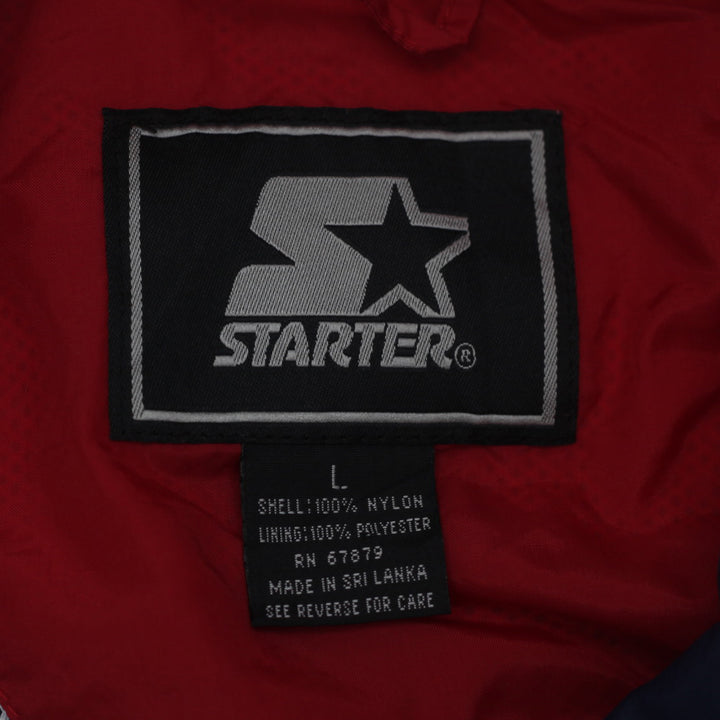 STARTER®
L
SHELL:100% NYLON
LINING:100% POLYESTER
RN 67879
MADE IN SRI LANKA
SEE REVERSE FOR CARE